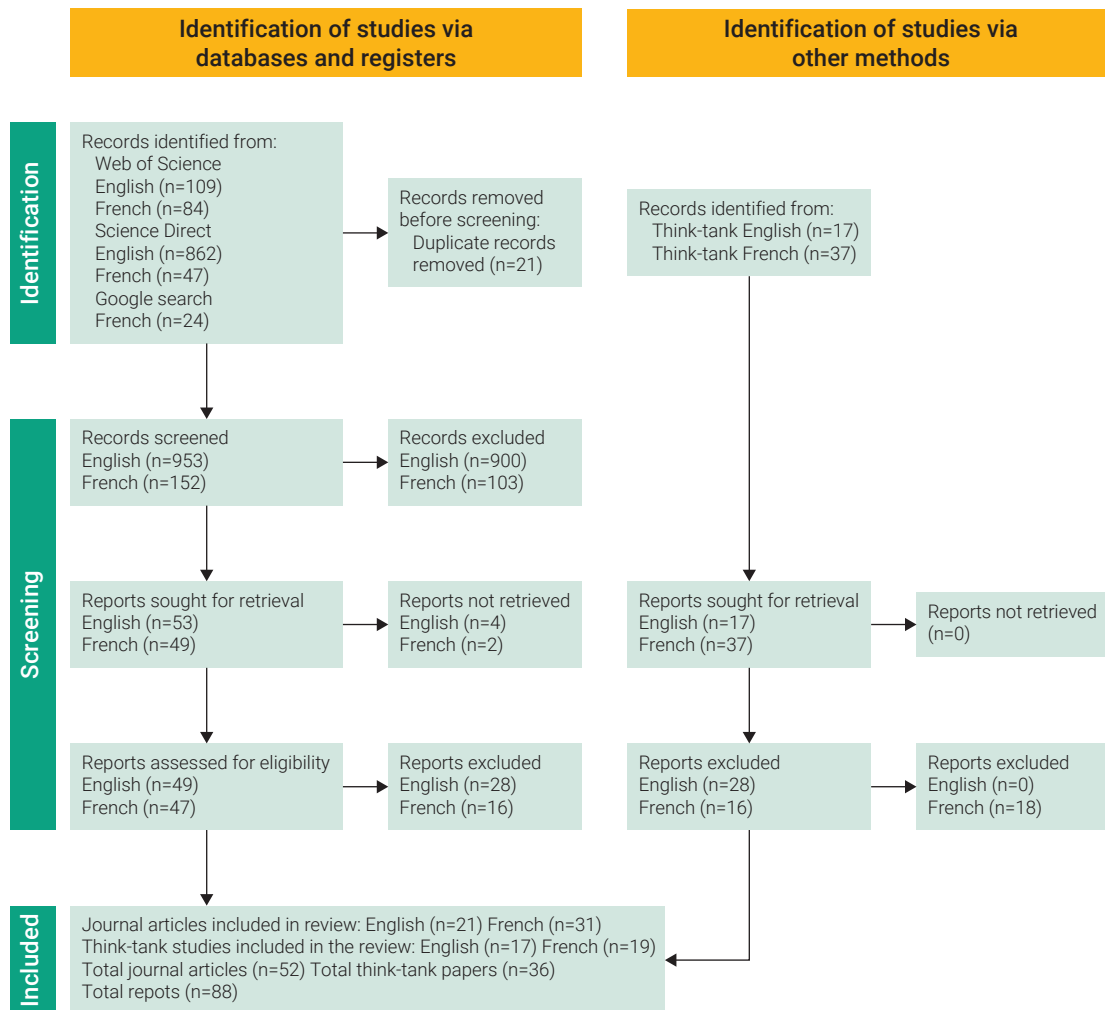 Identification of studies via
databases and registers
Identification of studies via
other methods
Identification
Records identified from:
Web of Science
English (n=109)
French (n=84)
Science Direct
English (n=862)
French (n=47)
Google search
French (n=24)
Records removed
before screening:
Duplicate records
removed (n=21)
Records identified from:
Think-tank English (n=17)
Think-tank French (n=37)
Screening
Records screened
English (n=953)
French (n=152)
Records excluded
English (n=900)
French (n=103)
Reports sought for retrieval
English (n=53)
French (n=49)
Reports not retrieved
English (n=4)
French (n=2)
Reports sought for retrieval
English (n=17)
French (n=37)
Reports not retrieved
(n=0)
Reports assessed for eligibility
English (n=49)
French (n=47)
Reports excluded
English (n=28)
French (n=16)
Reports excluded
English (n=28)
French (n=16)
Reports excluded
English (n=0)
French (n=18)
Included
Journal articles included in review: English (n=21) French (n=31)
Think-tank studies included in the review: English (n=17) French (n=19)
Total journal articles (n=52) Total think-tank papers (n=36)
Total repots (n=88)